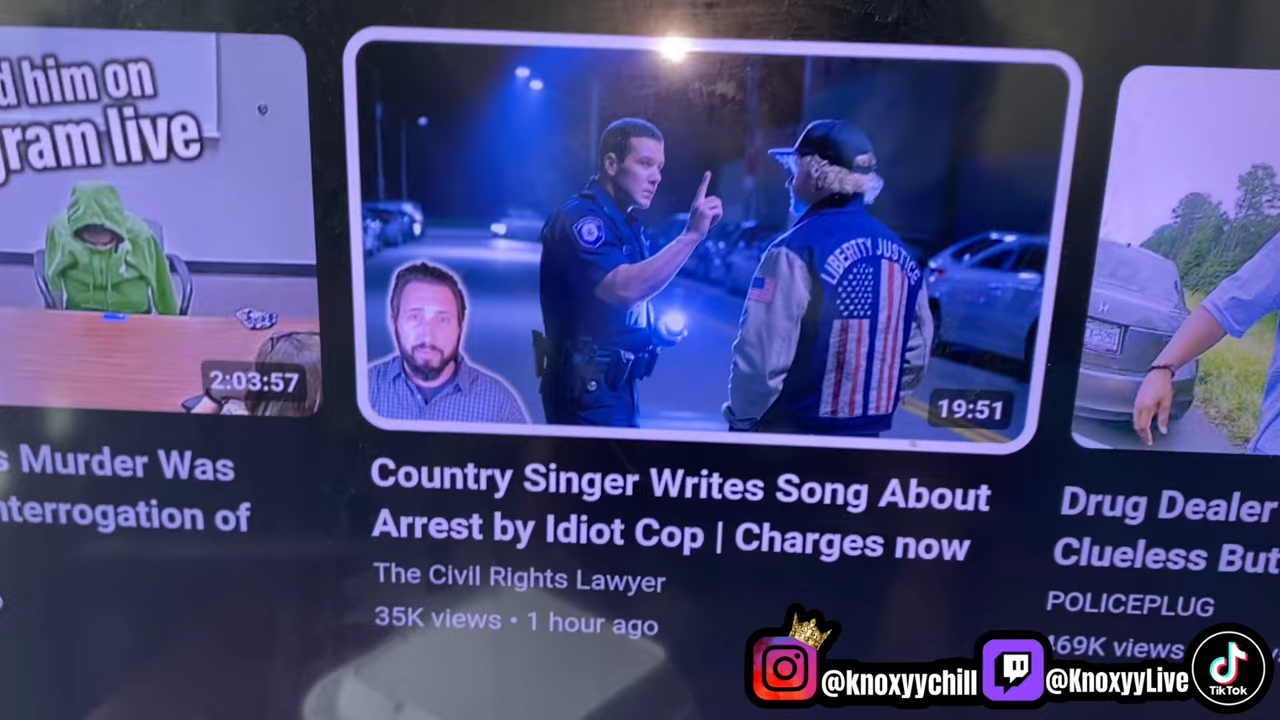 d him on
gram live
2:03:57
s Murder Was
nterrogation of
LIBERTY JUSTICE
19:51
Country Singer Writes Song About
Arrest by Idiot Cop | Charges now
The Civil Rights Lawyer
35K views • 1 hour ago
Drug Dealer
Clueless But
POLICEPLUG
469K views
@knoxyychill
@KnoxyyLive
TikTok